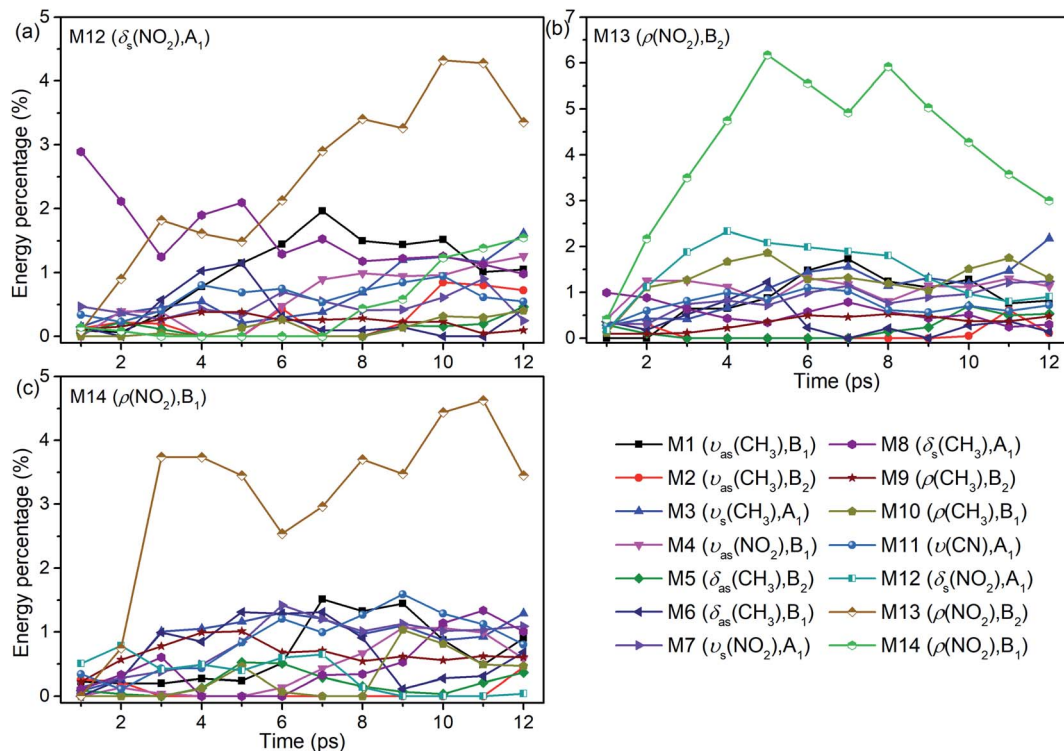 (a)
M12 (δs(NO2),A1)
Energy percentage (%)
5
4
3
2
1
0
2 4 6 8 10 12
(b)
M13 (ρ(NO2),B2)
Energy percentage (%)
7
6
5
4
3
2
1
0
2 4 6 8 10 12
Time (ps)
(c)
M14 (ρ(NO2),B1)
Energy percentage (%)
5
4
3
2
1
0
2 4 6 8 10 12
Time (ps)
M1 (υas(CH3),B1)
M2 (υas(CH3),B2)
M3 (υs(CH3),A1)
M4 (υas(NO2),B1)
M5 (δas(CH3),B2)
M6 (δas(CH3),B1)
M7 (υs(NO2),A1)
M8 (δs(CH3),A1)
M9 (ρ(CH3),B2)
M10 (ρ(CH3),B1)
M11 (υ(CN),A1)
M12 (δs(NO2),A1)
M13 (ρ(NO2),B2)
M14 (ρ(NO2),B1)